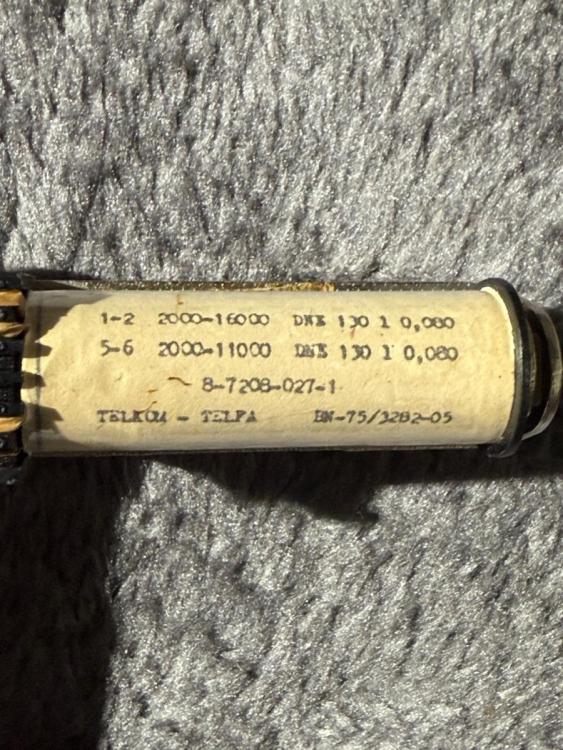 1-2 2000-16000 DNE 130 1 0,080
5-6 2000-11000 DNE 130 1 0,080
8-7208-027-1
TELKOM - TELFA BN-75/3282-05